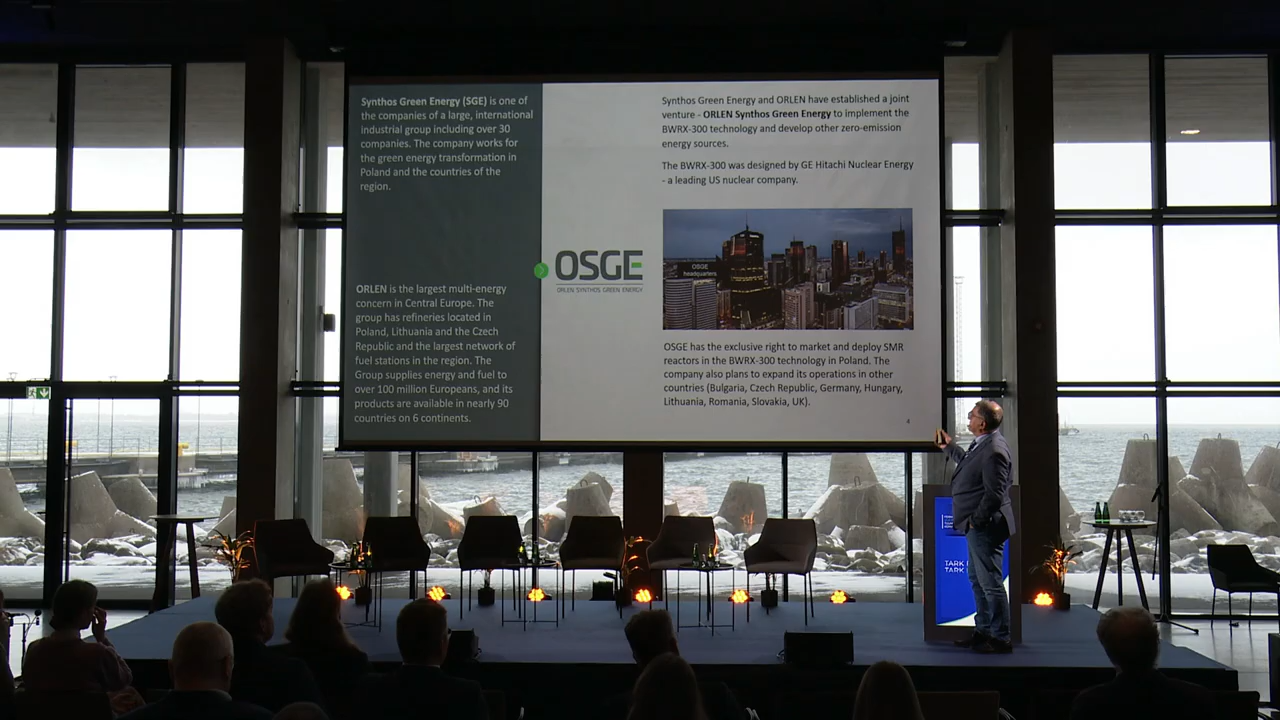 Synthos Green Energy (SGE) is one of
the companies of a large, international
industrial group including over 30
companies. The company works for
the green energy transformation in
Poland and the countries of the
region.
ORLEN is the largest multi-energy
concern in Central Europe. The
group has refineries located in
Poland, Lithuania and the Czech
Republic and the largest network of
fuel stations in the region. The
Group supplies energy and fuel to
over 100 million Europeans, and its
products are available in nearly 90
countries on 6 continents.
OSGE
ORLEN SYNTHOS GREEN ENERGY
Synthos Green Energy and ORLEN have established a joint
venture - ORLEN Synthos Green Energy to implement the
BWRX-300 technology and develop other zero-emission
energy sources.
The BWRX-300 was designed by GE Hitachi Nuclear Energy
- a leading US nuclear company.
OSGE
headquarters
OSGE has the exclusive right to market and deploy SMR
reactors in the BWRX-300 technology in Poland. The
company also plans to expand its operations in other
countries (Bulgaria, Czech Republic, Germany, Hungary,
Lithuania, Romania, Slovakia, UK).
4
TARK
TARK